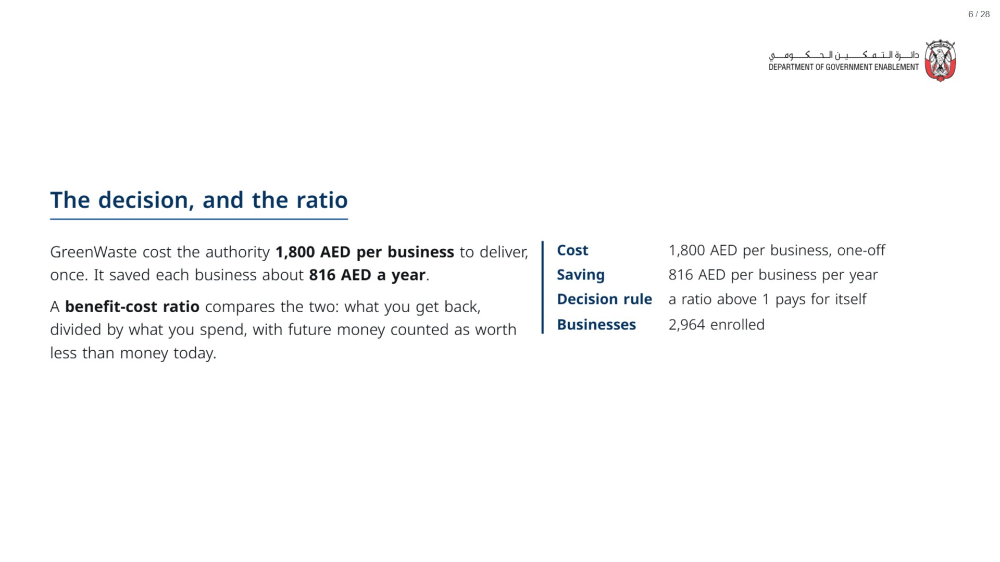 6 / 28
دائرة التمكين الحكومي
DEPARTMENT OF GOVERNMENT ENABLEMENT
The decision, and the ratio
GreenWaste cost the authority 1,800 AED per business to deliver,
once. It saved each business about 816 AED a year.
A benefit-cost ratio compares the two: what you get back,
divided by what you spend, with future money counted as worth
less than money today.
Cost 1,800 AED per business, one-off
Saving 816 AED per business per year
Decision rule a ratio above 1 pays for itself
Businesses 2,964 enrolled